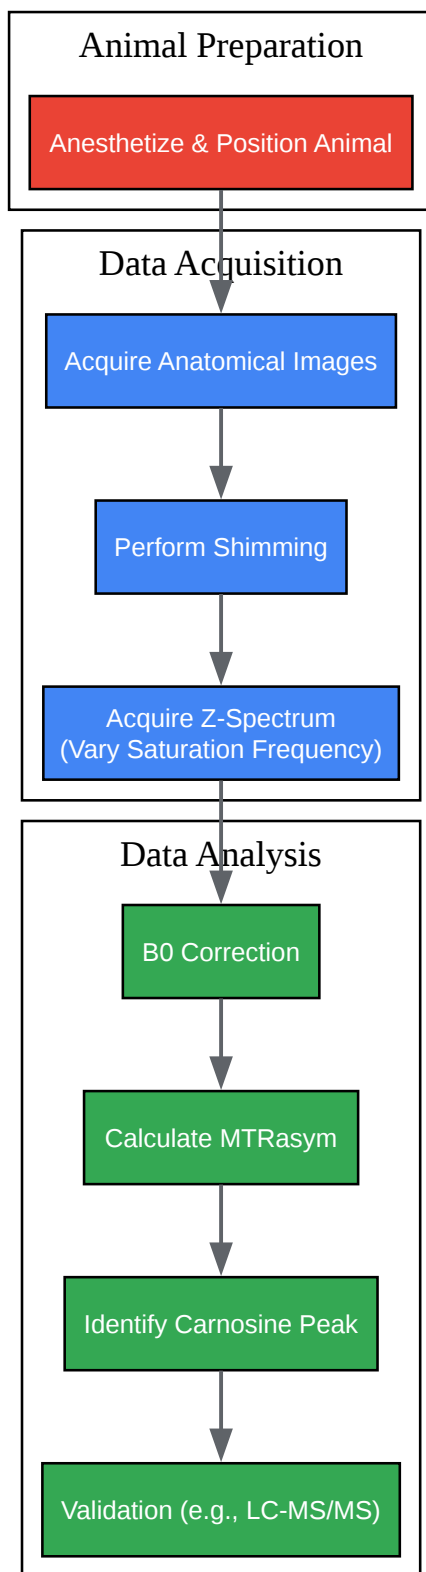 Animal Preparation
Anesthetize & Position Animal
Data Acquisition
Acquire Anatomical Images
Perform Shimming
Acquire Z-Spectrum
(Vary Saturation Frequency)
Data Analysis
B0 Correction
Calculate MTRasym
Identify Carnosine Peak
Validation (e.g., LC-MS/MS)